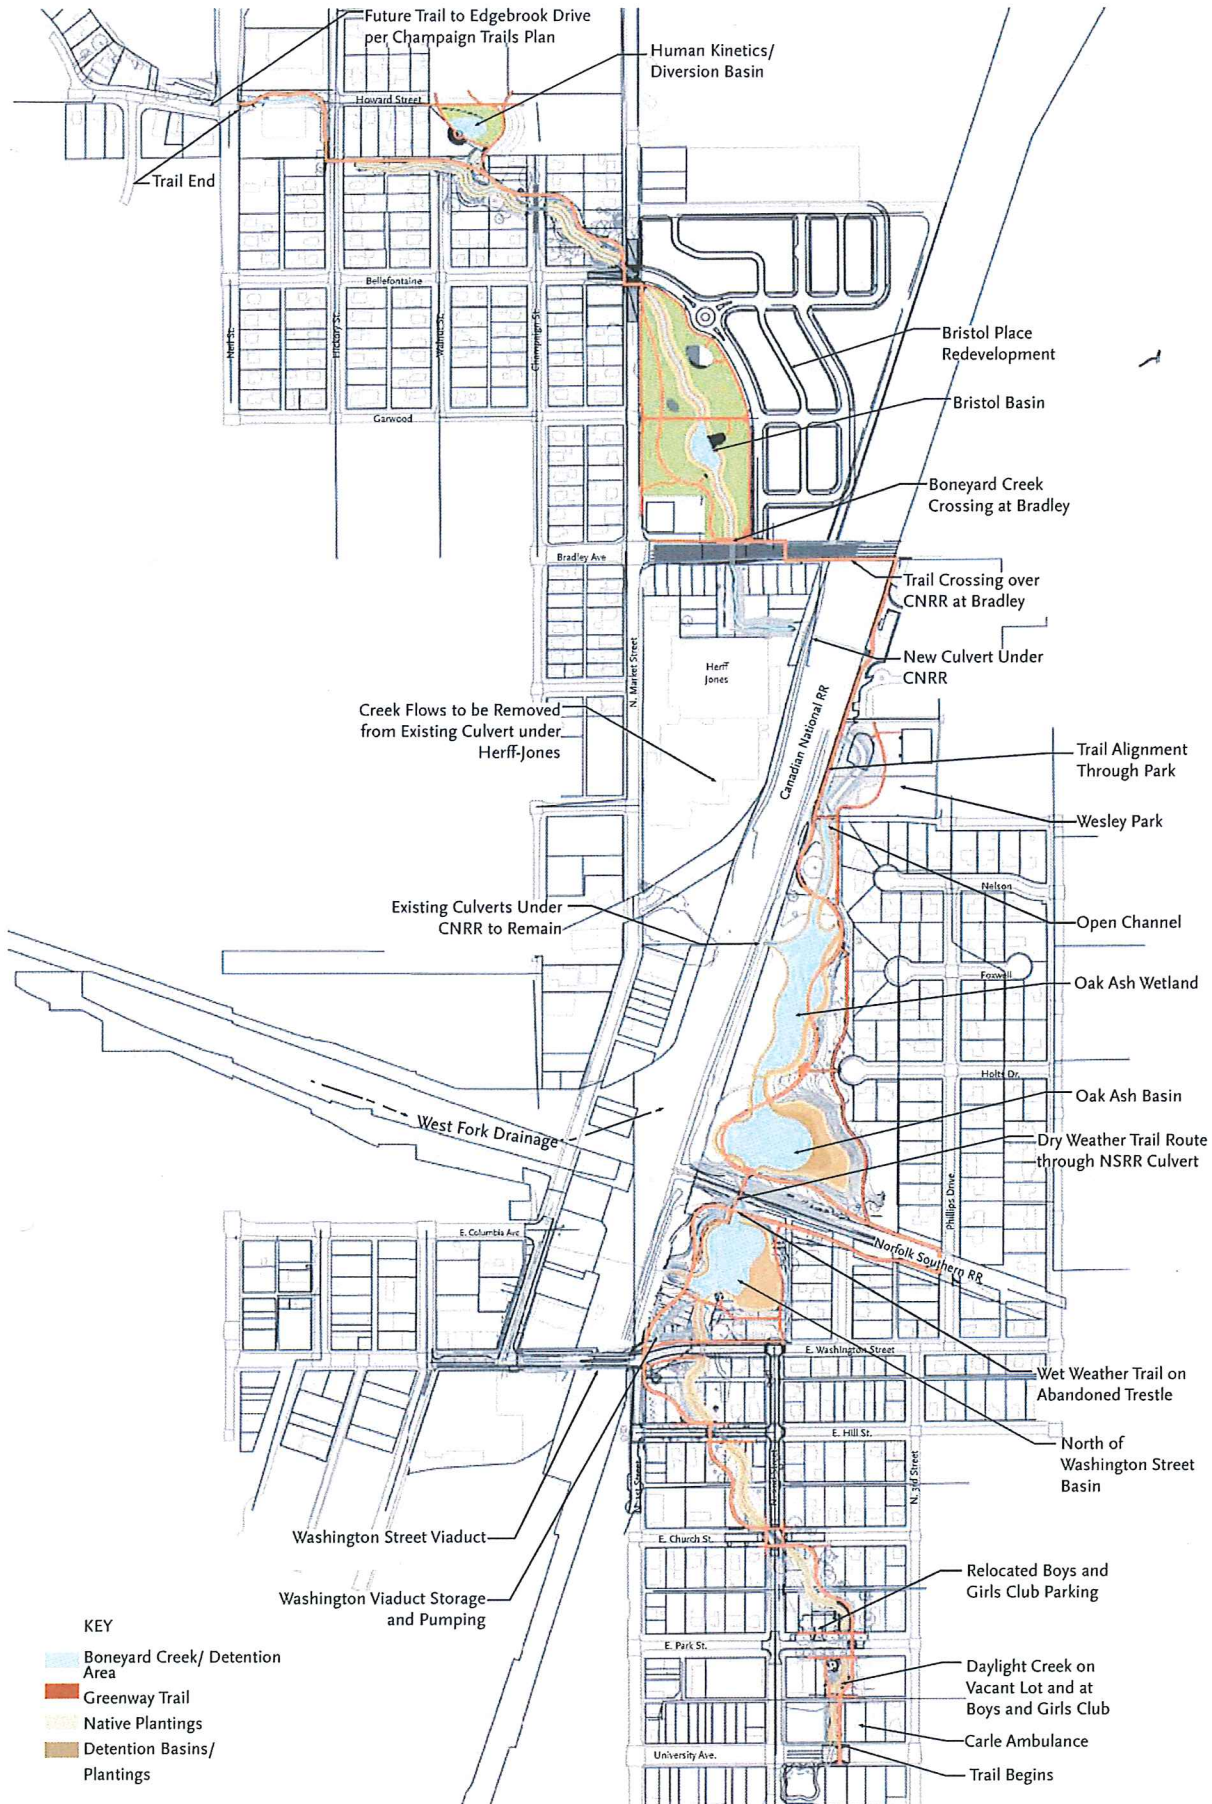 Future Trail to Edgebrook Drive
per Champaign Trails Plan
Human Kinetics/
Diversion Basin
Howard Street
Trail End
Bellefontaine
Neil St.
Hickory St.
Walnut St.
Champaign St.
Garwood
Bristol Place
Redevelopment
Bristol Basin
Boneyard Creek
Crossing at Bradley
Bradley Ave
Trail Crossing over
CNRR at Bradley
N. Market Street
Herff
Jones
New Culvert Under
CNRR
Canadian National RR
Creek Flows to be Removed
from Existing Culvert under
Herff-Jones
Trail Alignment
Through Park
Wesley Park
Nelson
Existing Culverts Under
CNRR to Remain
Open Channel
Foxwell
Oak Ash Wetland
Holts Dr.
Oak Ash Basin
West Fork Drainage
Dry Weather Trail Route
through NSRR Culvert
Phillips Drive
E. Columbia Ave
Norfolk Southern RR
E. Washington Street
Wet Weather Trail on
Abandoned Trestle
E. Hill St.
North of
Washington Street
Basin
N. 3rd Street
Washington Street Viaduct
E. Church St.
Washington Viaduct Storage
and Pumping
Relocated Boys and
Girls Club Parking
E. Park St.
Daylight Creek on
Vacant Lot and at
Boys and Girls Club
Carle Ambulance
University Ave.
Trail Begins
KEY
Boneyard Creek/ Detention
Area
Greenway Trail
Native Plantings
Detention Basins/
Plantings